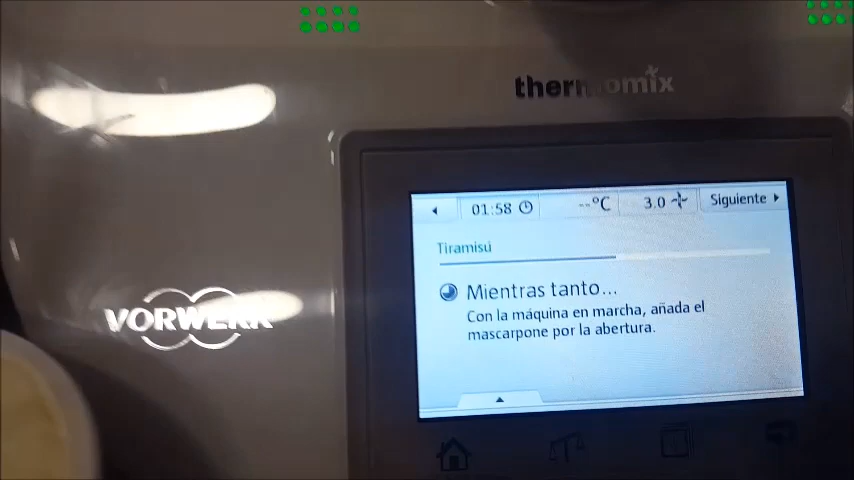 thermomix
01:58
--°C
3.0
Siguiente
Tiramisú
Mientras tanto...
Con la máquina en marcha, añada el
mascarpone por la abertura.
VORWERK